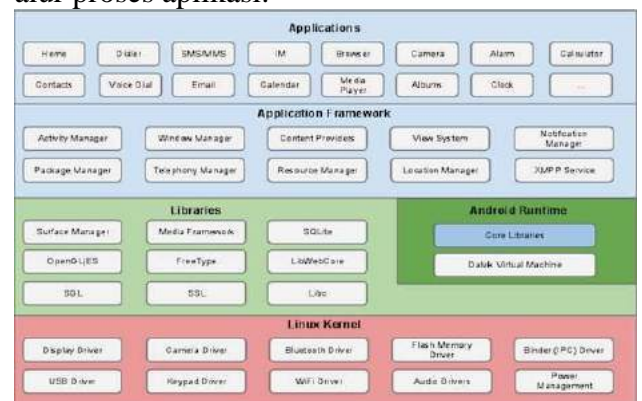 alur proses aplikasi.
Applications
Home Dialer SMS/MMS IM Browser Camera Alarm Calculator
Contacts Voice Dial Email Calendar Media Player Albums Clock ...
Application Framework
Activity Manager Window Manager Content Providers View System Notification Manager
Package Manager Telephony Manager Resource Manager Location Manager XMPP Service
Libraries
Surface Manager Media Framework SQLite
OpenGL|ES FreeType LibWebCore
SGL SSL Libc
Android Runtime
Core Libraries
Dalvik Virtual Machine
Linux Kernel
Display Driver Camera Driver Bluetooth Driver Flash Memory Driver Binder (IPC) Driver
USB Driver Keypad Driver WiFi Driver Audio Drivers Power Management